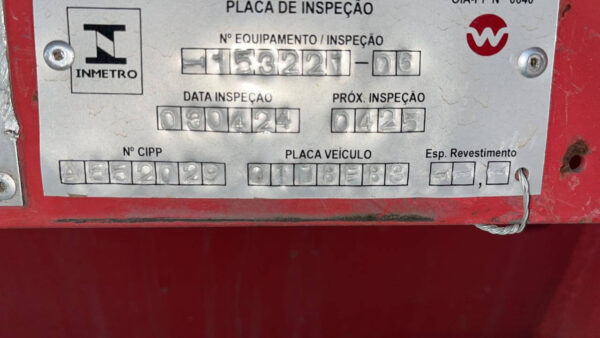 PLACA DE INSPEÇÃO
Nº EQUIPAMENTO / INSPEÇÃO
-153221-06
INMETRO
DATA INSPEÇÃO PRÓX. INSPEÇÃO
030424 0425
Nº CIPP PLACA VEÍCULO Esp. Revestimento